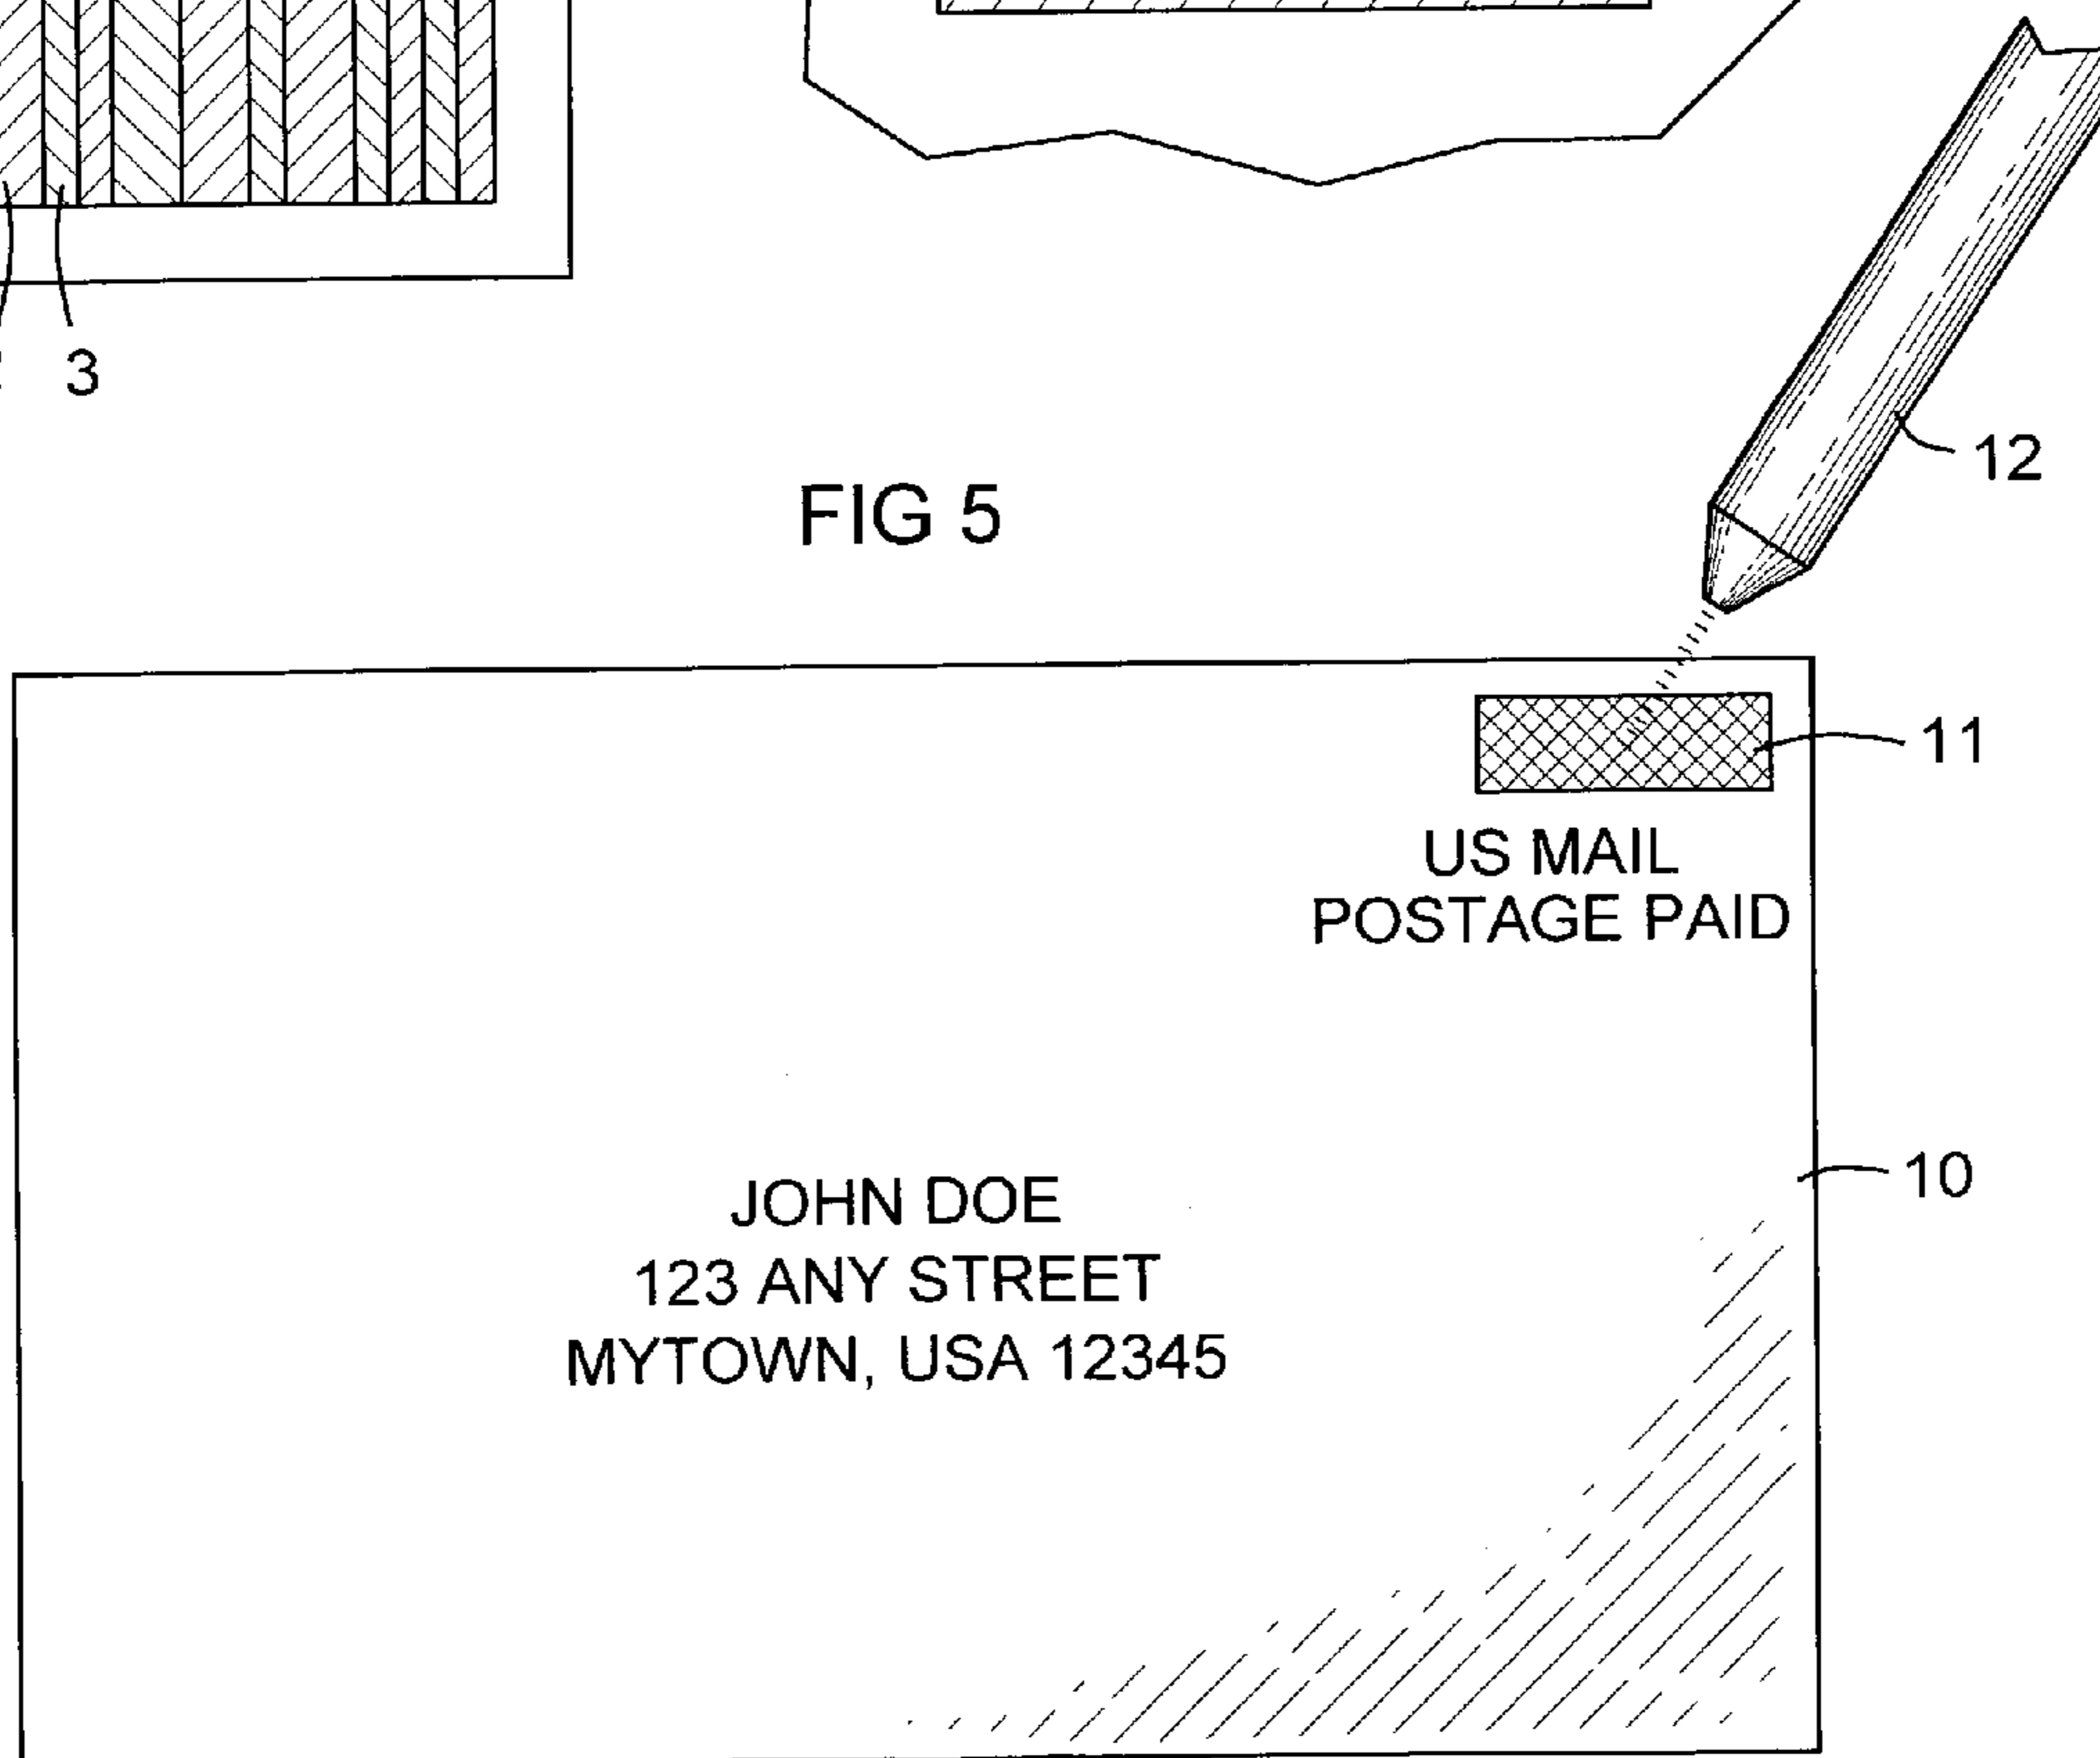 3
12
FIG 5
11
US MAIL
POSTAGE PAID
10
JOHN DOE
123 ANY STREET
MYTOWN, USA 12345